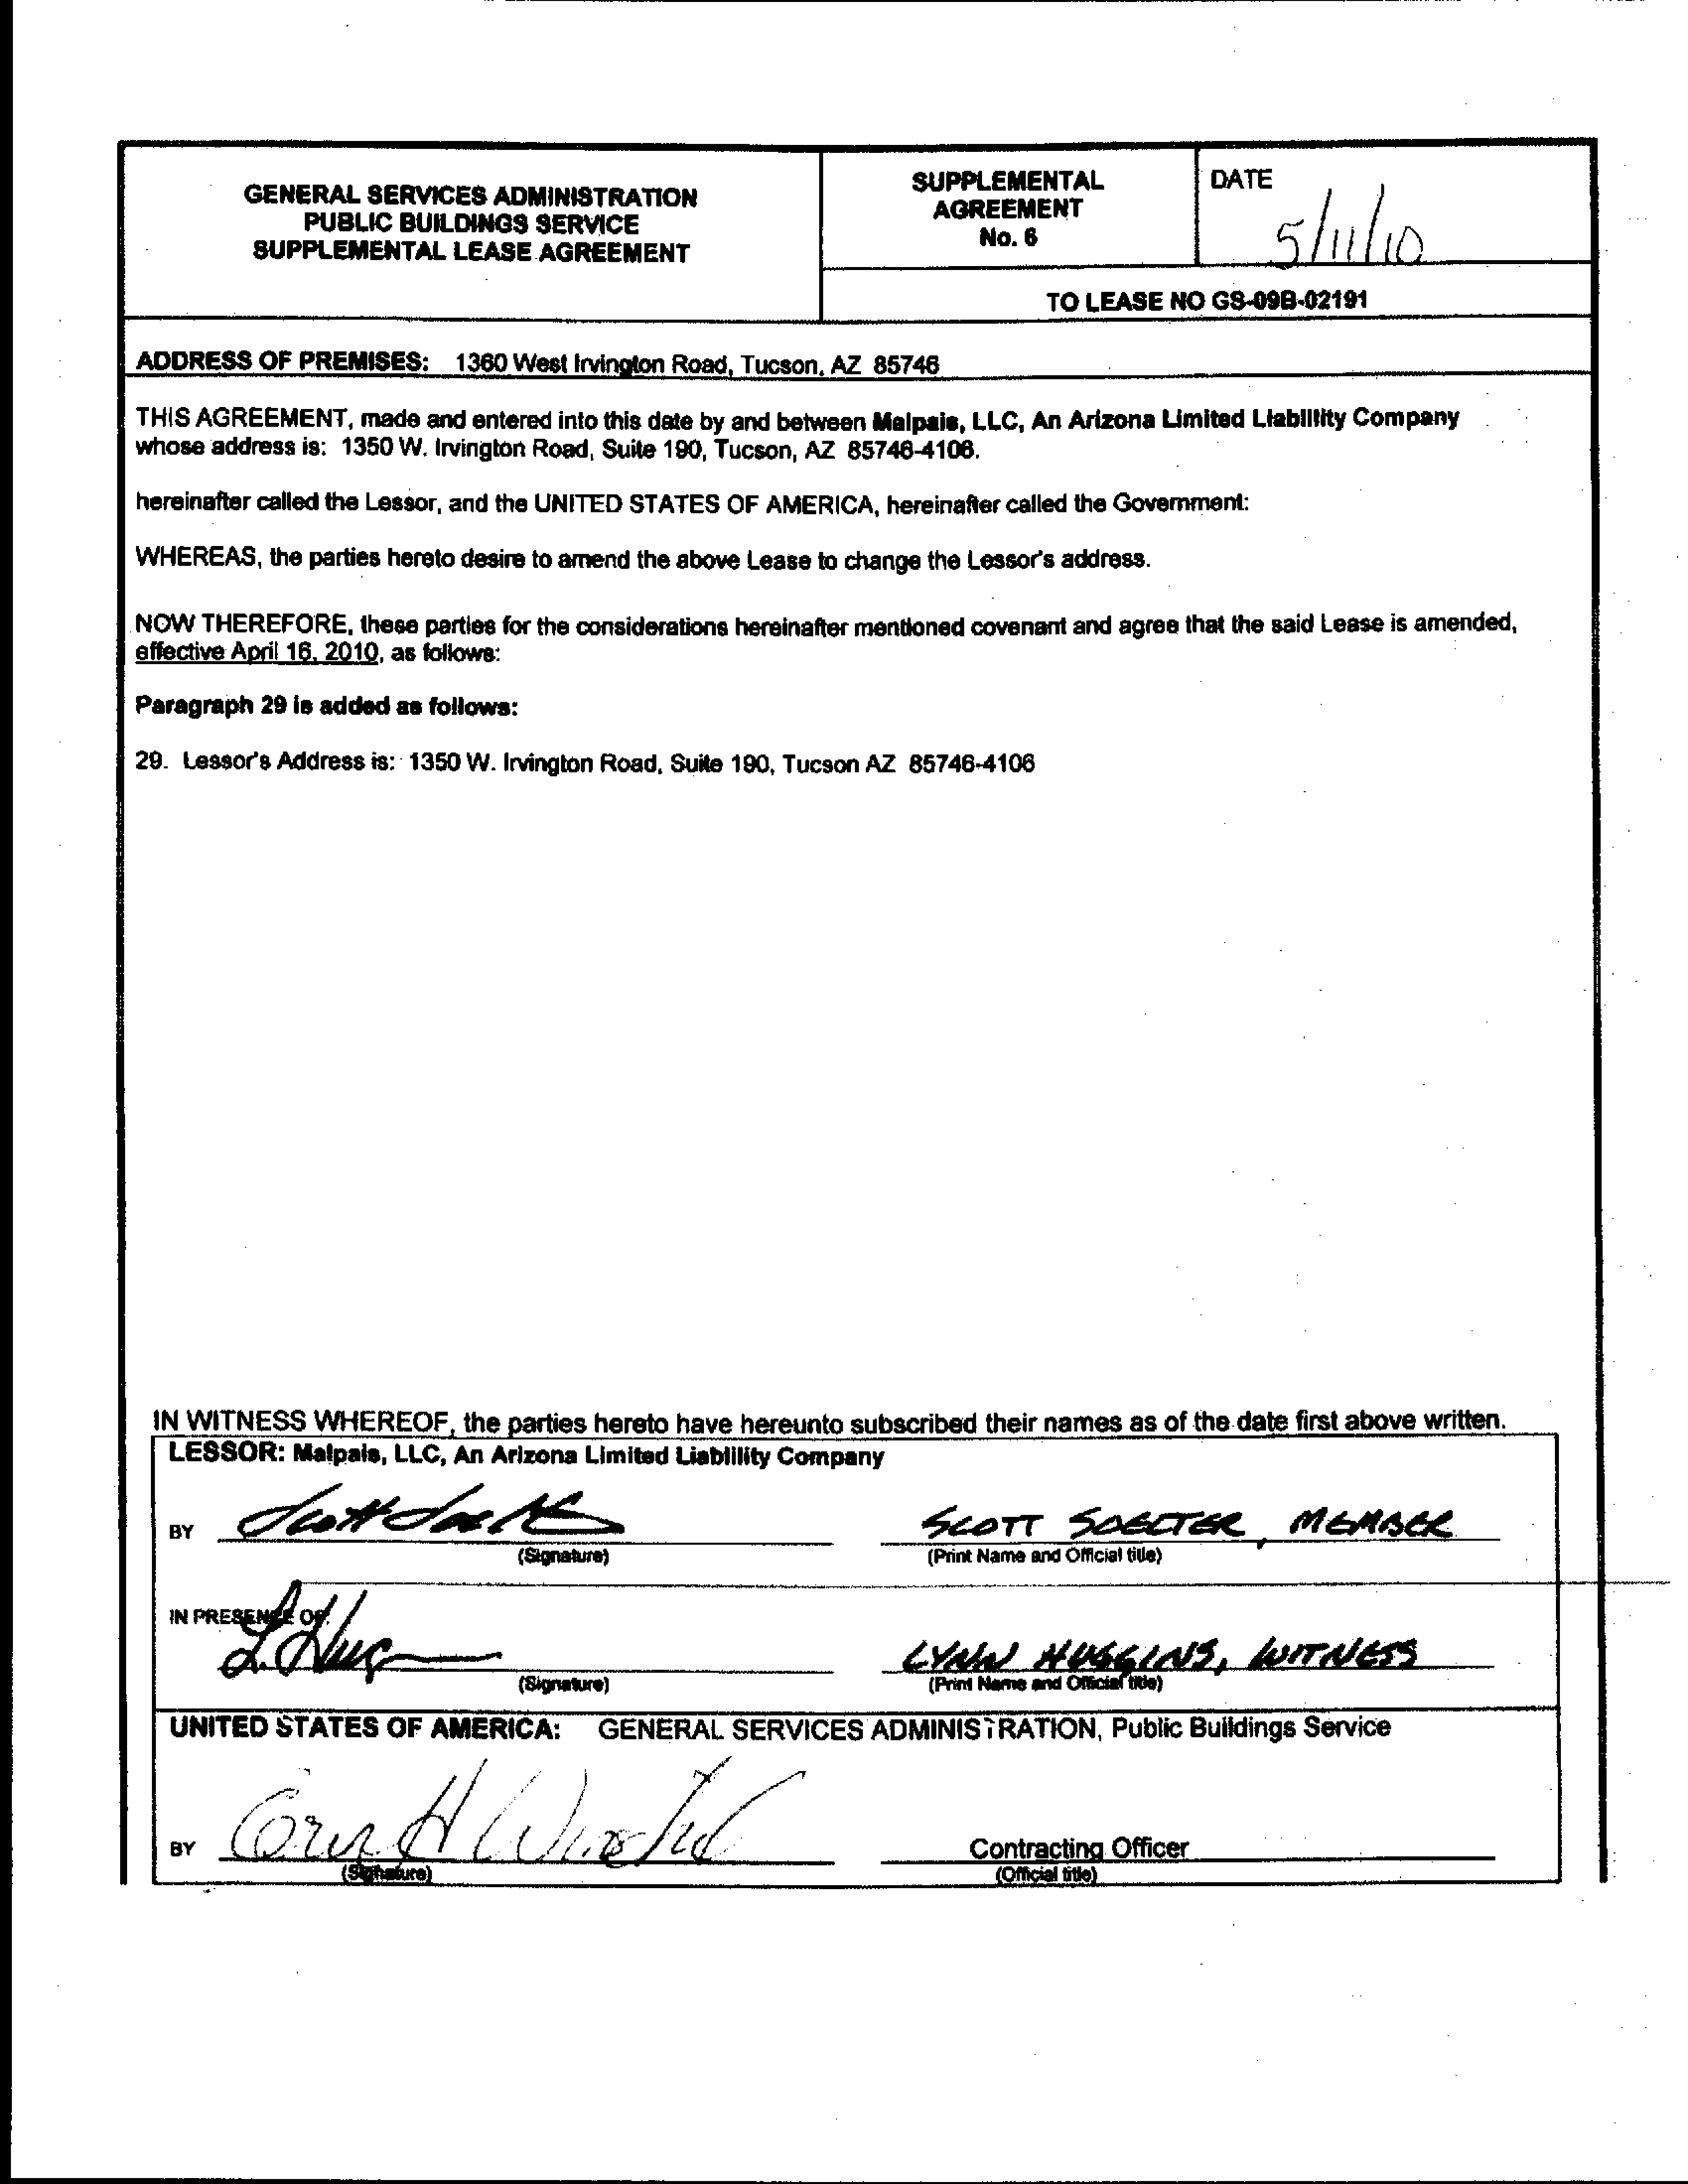 GENERAL SERVICES ADMINISTRATION
PUBLIC BUILDINGS SERVICE
SUPPLEMENTAL LEASE AGREEMENT
SUPPLEMENTAL
AGREEMENT
No. 6
DATE
5/11/10
TO LEASE NO GS-09B-02191
ADDRESS OF PREMISES: 1360 West Irvington Road, Tucson, AZ 85746
THIS AGREEMENT, made and entered into this date by and between Malpais, LLC, An Arizona Limited Liablility Company
whose address is: 1350 W. Irvington Road, Suite 190, Tucson, AZ 85746-4106.
hereinafter called the Lessor, and the UNITED STATES OF AMERICA, hereinafter called the Government:
WHEREAS, the parties hereto desire to amend the above Lease to change the Lessor's address.
NOW THEREFORE, these parties for the considerations hereinafter mentioned covenant and agree that the said Lease is amended,
effective April 16, 2010, as follows:
Paragraph 29 is added as follows:
29. Lessor's Address is: 1350 W. Irvington Road, Suite 190, Tucson AZ 85746-4106
IN WITNESS WHEREOF, the parties hereto have hereunto subscribed their names as of the date first above written.
LESSOR: Malpais, LLC, An Arizona Limited Liablility Company
BY
SCOTT SOELTER, MEMBER
(Signature)
(Print Name and Official title)
IN PRESENCE OF:
L. Hug
LYNN HUGGINS, WITNESS
(Signature)
(Print Name and Official title)
UNITED STATES OF AMERICA: GENERAL SERVICES ADMINISTRATION, Public Buildings Service
BY
Contracting Officer
(Signature)
(Official title)